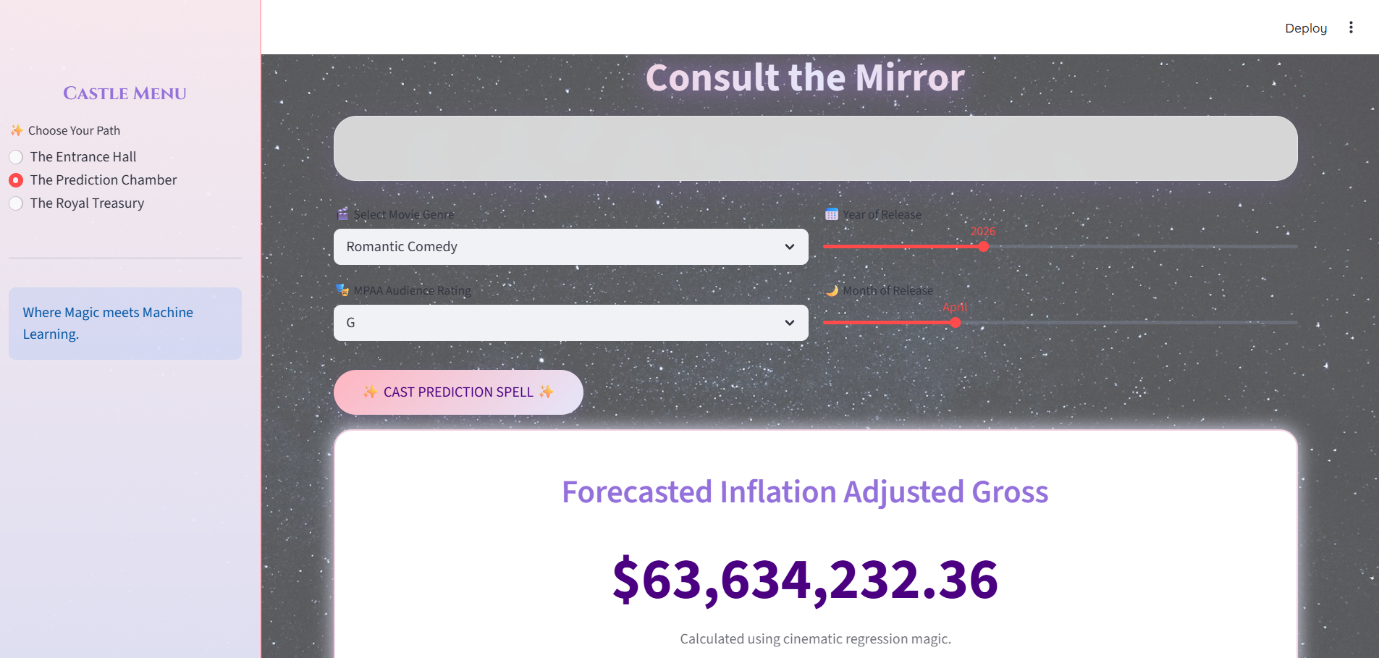 Deploy
CASTLE MENU
Choose Your Path
The Entrance Hall
The Prediction Chamber
The Royal Treasury
Where Magic meets Machine
Learning.
Consult the Mirror
Select Movie Genre
Romantic Comedy
Year of Release
2026
MPAA Audience Rating
G
Month of Release
April
CAST PREDICTION SPELL
Forecasted Inflation Adjusted Gross
$63,634,232.36
Calculated using cinematic regression magic.